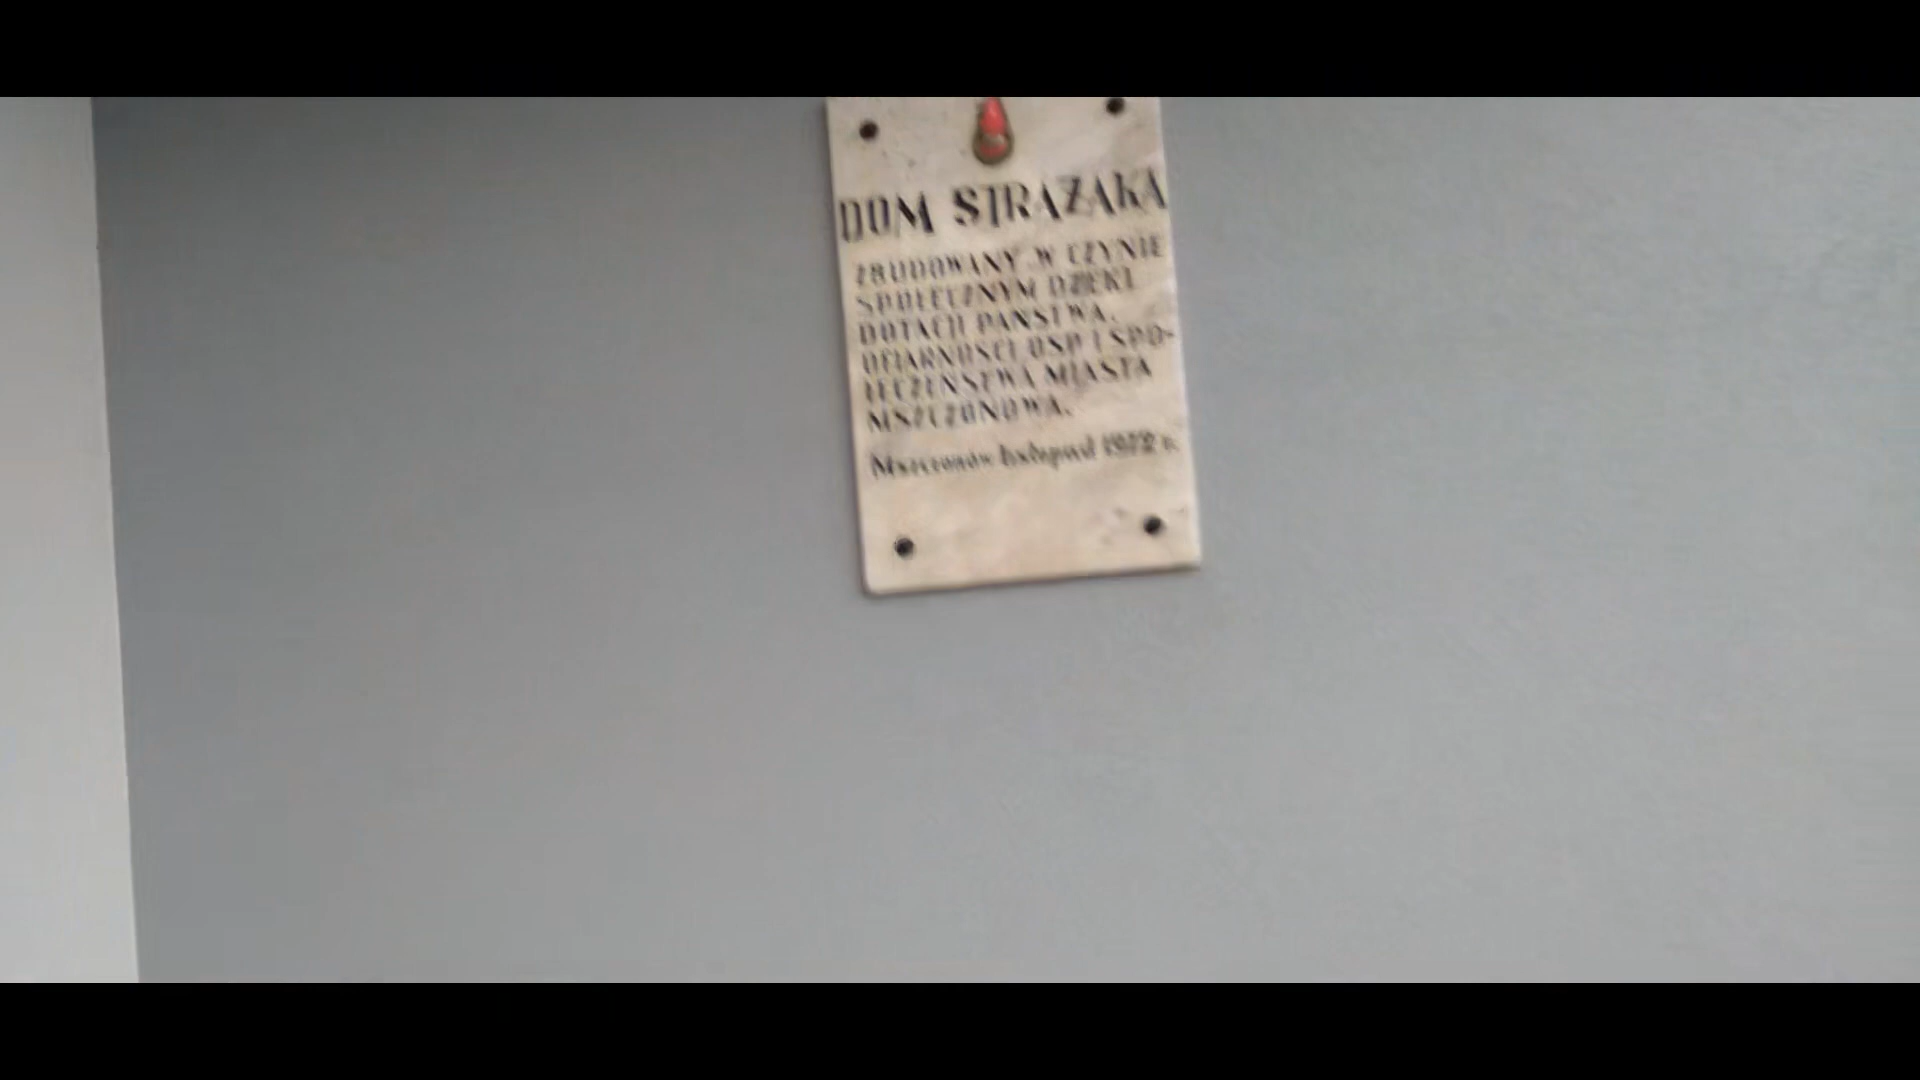 DOM STRAŻAKA
ZBUDOWANY W CZYNIE
SPOŁECZNYM DZIĘKI
DOTACJI PAŃSTWA,
OFIARNOŚCI OSP I SPO-
ŁECZEŃSTWA MIASTA
MSZCZONOWA.
Mszczonów listopad 1972 r.